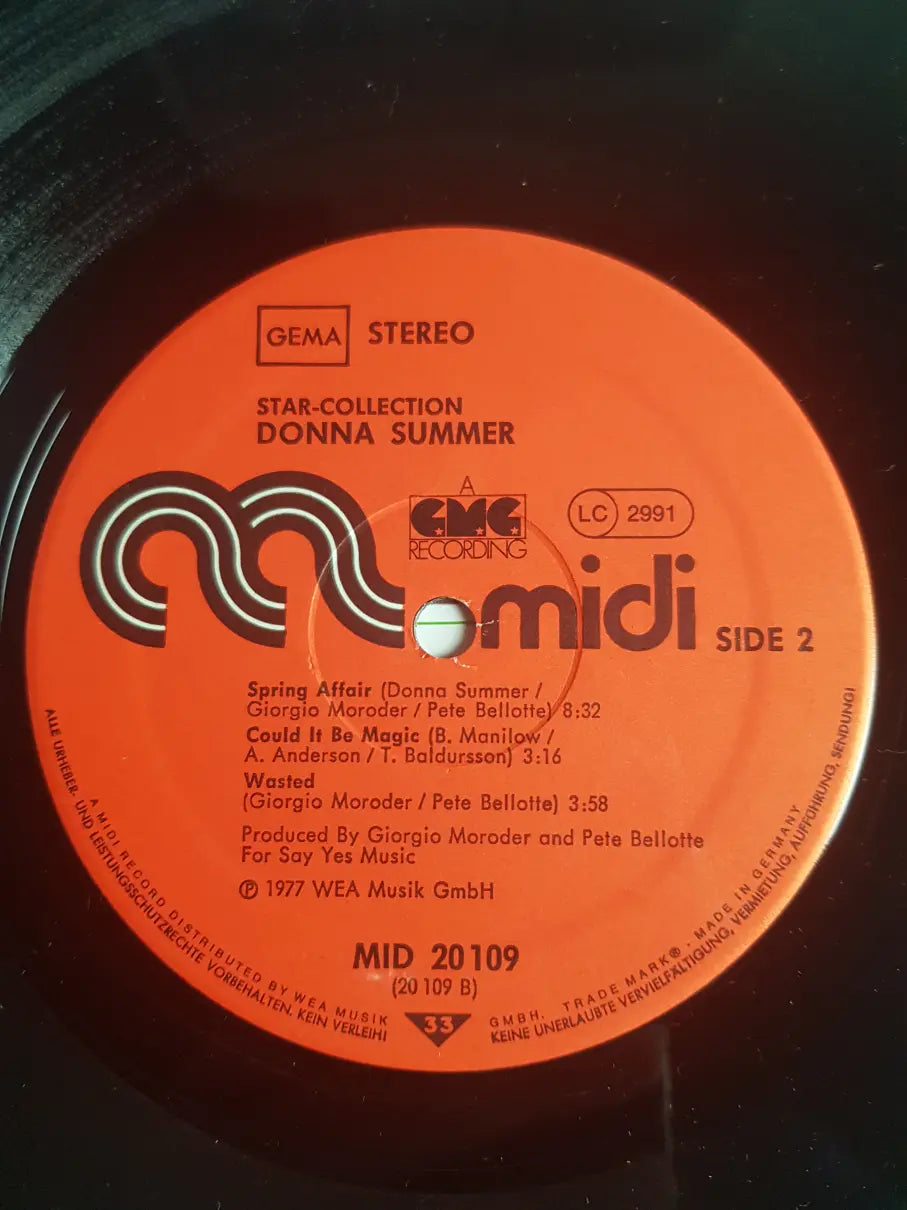 GEMA STEREO
STAR-COLLECTION
DONNA SUMMER
A
GMG
RECORDING
LC 2991
midi SIDE 2
Spring Affair (Donna Summer /
Giorgio Moroder / Pete Bellotte) 8:32
Could It Be Magic (B. Manilow /
A. Anderson / T. Baldursson) 3:16
Wasted
(Giorgio Moroder / Pete Bellotte) 3:58
Produced By Giorgio Moroder and Pete Bellotte
For Say Yes Music
℗ 1977 WEA Musik GmbH
MID 20 109
(20 109 B)
33
A MIDI RECORD DISTRIBUTED BY WEA MUSIK GMBH. TRADE MARK® · MADE IN GERMANY
ALLE URHEBER- UND LEISTUNGSSCHUTZRECHTE VORBEHALTEN. KEIN VERLEIH! KEINE UNERLAUBTE VERVIELFÄLTIGUNG, VERMIETUNG, AUFFÜHRUNG, SENDUNG!